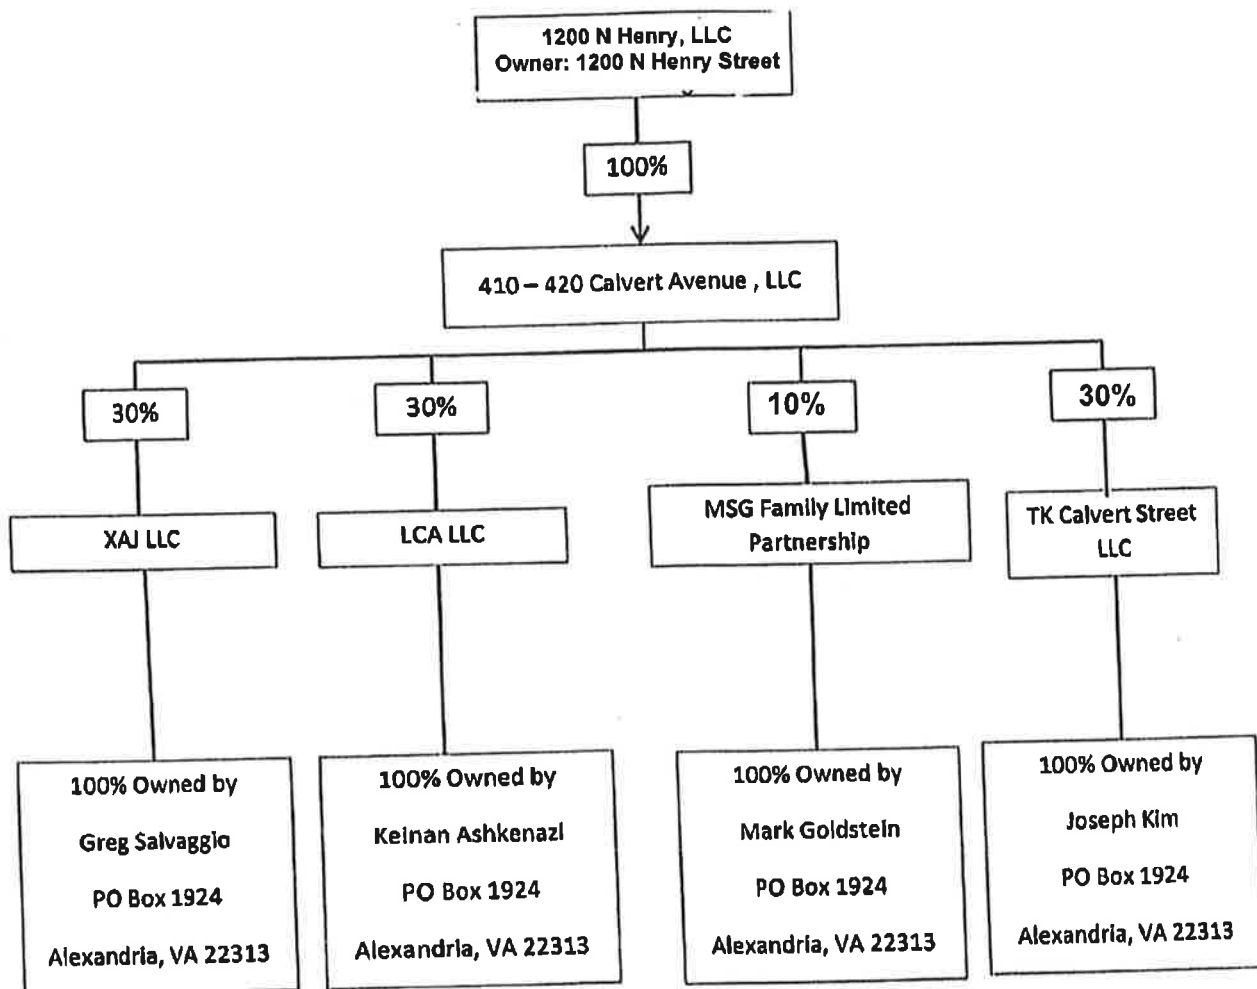 1200 N Henry, LLC
Owner: 1200 N Henry Street
100%
410 – 420 Calvert Avenue , LLC
30%
30%
10%
30%
XAJ LLC
LCA LLC
MSG Family Limited
Partnership
TK Calvert Street
LLC
100% Owned by
Greg Salvaggio
PO Box 1924
Alexandria, VA 22313
100% Owned by
Keinan Ashkenazi
PO Box 1924
Alexandria, VA 22313
100% Owned by
Mark Goldstein
PO Box 1924
Alexandria, VA 22313
100% Owned by
Joseph Kim
PO Box 1924
Alexandria, VA 22313